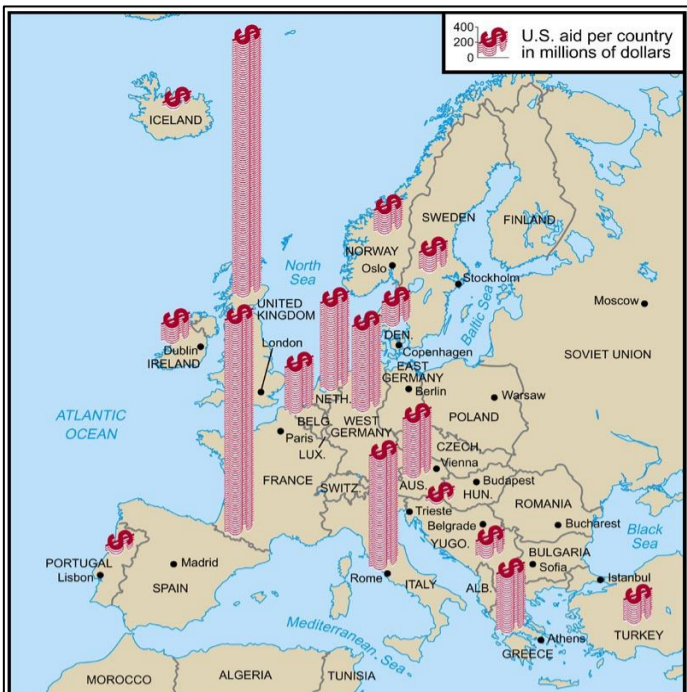 400
200
0
U.S. aid per country
in millions of dollars
ICELAND
SWEDEN
FINLAND
NORWAY
Oslo
North
Sea
Stockholm
Baltic Sea
Moscow
UNITED
KINGDOM
London
DEN.
Copenhagen
Dublin
IRELAND
SOVIET UNION
EAST
GERMANY
Berlin
NETH.
Warsaw
POLAND
ATLANTIC
OCEAN
BELG.
WEST
GERMANY
Paris
LUX.
CZECH.
Vienna
FRANCE
SWITZ.
AUS.
Budapest
HUN.
ROMANIA
Trieste
Belgrade
Bucharest
YUGO.
Black
Sea
PORTUGAL
Lisbon
Madrid
SPAIN
BULGARIA
Sofia
Rome
ITALY
ALB.
Istanbul
Mediterranean Sea
TURKEY
Athens
GREECE
MOROCCO
ALGERIA
TUNISIA